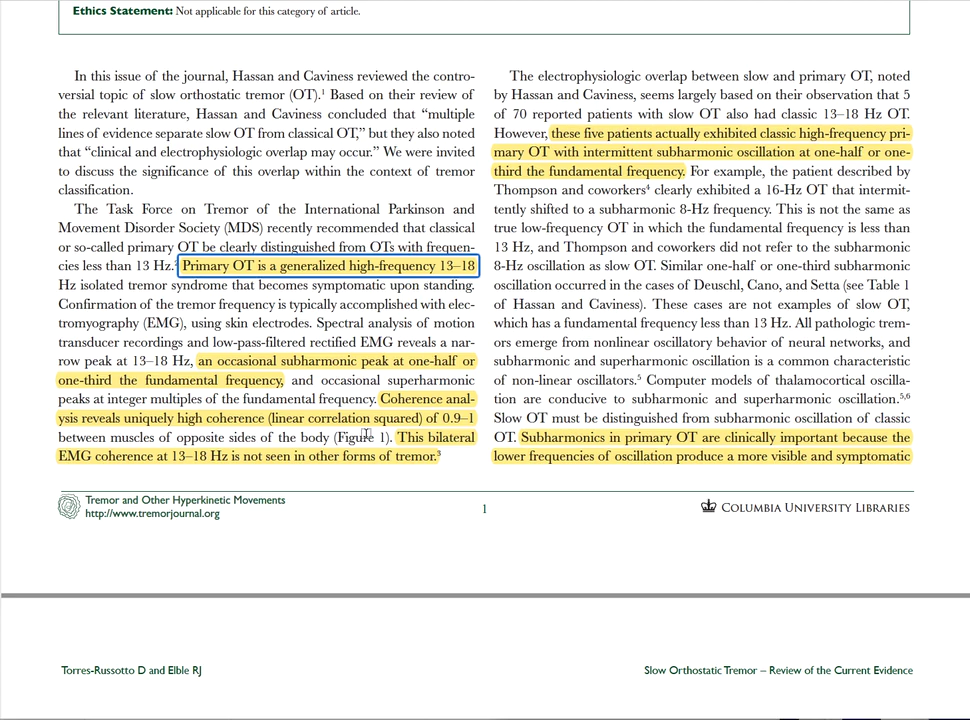 Ethics Statement: Not applicable for this category of article.
In this issue of the journal, Hassan and Caviness reviewed the contro-
versial topic of slow orthostatic tremor (OT).¹ Based on their review of
the relevant literature, Hassan and Caviness concluded that “multiple
lines of evidence separate slow OT from classical OT,” but they also noted
that “clinical and electrophysiologic overlap may occur.” We were invited
to discuss the significance of this overlap within the context of tremor
classification.
The Task Force on Tremor of the International Parkinson and
Movement Disorder Society (MDS) recently recommended that classical
or so-called primary OT be clearly distinguished from OTs with frequen-
cies less than 13 Hz.² Primary OT is a generalized high-frequency 13–18
Hz isolated tremor syndrome that becomes symptomatic upon standing.
Confirmation of the tremor frequency is typically accomplished with elec-
tromyography (EMG), using skin electrodes. Spectral analysis of motion
transducer recordings and low-pass-filtered rectified EMG reveals a nar-
row peak at 13–18 Hz, an occasional subharmonic peak at one-half or
one-third the fundamental frequency, and occasional superharmonic
peaks at integer multiples of the fundamental frequency. Coherence anal-
ysis reveals uniquely high coherence (linear correlation squared) of 0.9–1
between muscles of opposite sides of the body (Figure 1). This bilateral
EMG coherence at 13–18 Hz is not seen in other forms of tremor.³
The electrophysiologic overlap between slow and primary OT, noted
by Hassan and Caviness, seems largely based on their observation that 5
of 70 reported patients with slow OT also had classic 13–18 Hz OT.
However, these five patients actually exhibited classic high-frequency pri-
mary OT with intermittent subharmonic oscillation at one-half or one-
third the fundamental frequency. For example, the patient described by
Thompson and coworkers⁴ clearly exhibited a 16-Hz OT that intermit-
tently shifted to a subharmonic 8-Hz frequency. This is not the same as
true low-frequency OT in which the fundamental frequency is less than
13 Hz, and Thompson and coworkers did not refer to the subharmonic
8-Hz oscillation as slow OT. Similar one-half or one-third subharmonic
oscillation occurred in the cases of Deuschl, Cano, and Setta (see Table 1
of Hassan and Caviness). These cases are not examples of slow OT,
which has a fundamental frequency less than 13 Hz. All pathologic trem-
ors emerge from nonlinear oscillatory behavior of neural networks, and
subharmonic and superharmonic oscillation is a common characteristic
of non-linear oscillators.⁵ Computer models of thalamocortical oscilla-
tion are conducive to subharmonic and superharmonic oscillation.⁵,⁶
Slow OT must be distinguished from subharmonic oscillation of classic
OT. Subharmonics in primary OT are clinically important because the
lower frequencies of oscillation produce a more visible and symptomatic
Tremor and Other Hyperkinetic Movements
http://www.tremorjournal.org
1
COLUMBIA UNIVERSITY LIBRARIES
Torres-Russotto D and Elble RJ
Slow Orthostatic Tremor – Review of the Current Evidence